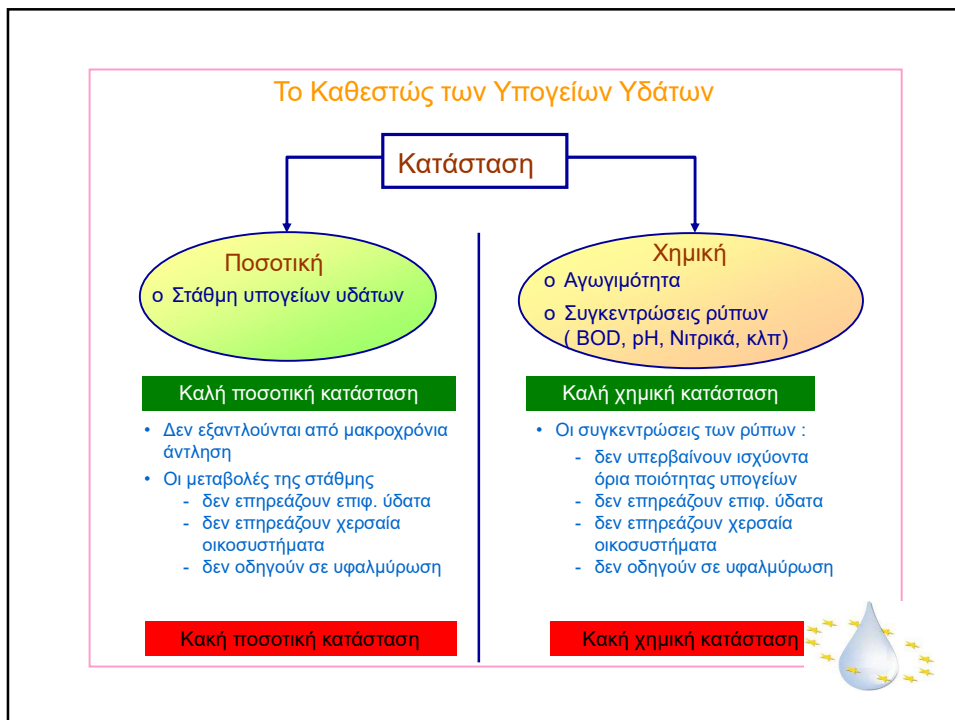 Το Καθεστώς των Υπογείων Υδάτων
Κατάσταση
Ποσοτική
o Στάθμη υπογείων υδάτων
Καλή ποσοτική κατάσταση
• Δεν εξαντλούνται από μακροχρόνια
άντληση
• Οι μεταβολές της στάθμης
- δεν επηρεάζουν επιφ. ύδατα
- δεν επηρεάζουν χερσαία
οικοσυστήματα
- δεν οδηγούν σε υφαλμύρωση
Κακή ποσοτική κατάσταση
Χημική
o Αγωγιμότητα
o Συγκεντρώσεις ρύπων
( BOD, pH, Νιτρικά, κλπ)
Καλή χημική κατάσταση
• Οι συγκεντρώσεις των ρύπων :
- δεν υπερβαίνουν ισχύοντα
όρια ποιότητας υπογείων
- δεν επηρεάζουν επιφ. ύδατα
- δεν επηρεάζουν χερσαία
οικοσυστήματα
- δεν οδηγούν σε υφαλμύρωση
Κακή χημική κατάσταση